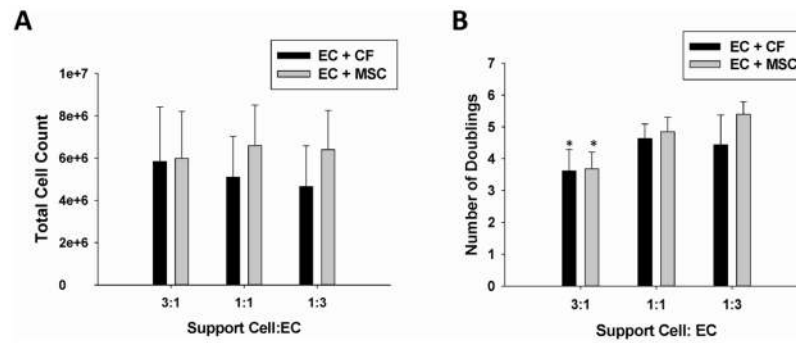 A
EC + CF
EC + MSC
1e+7
8e+6
6e+6
4e+6
2e+6
0
Total Cell Count
3:1
1:1
1:3
Support Cell:EC
B
EC + CF
EC + MSC
7
6
5
4
3
2
1
0
Number of Doublings
* *
3:1
1:1
1:3
Support Cell: EC